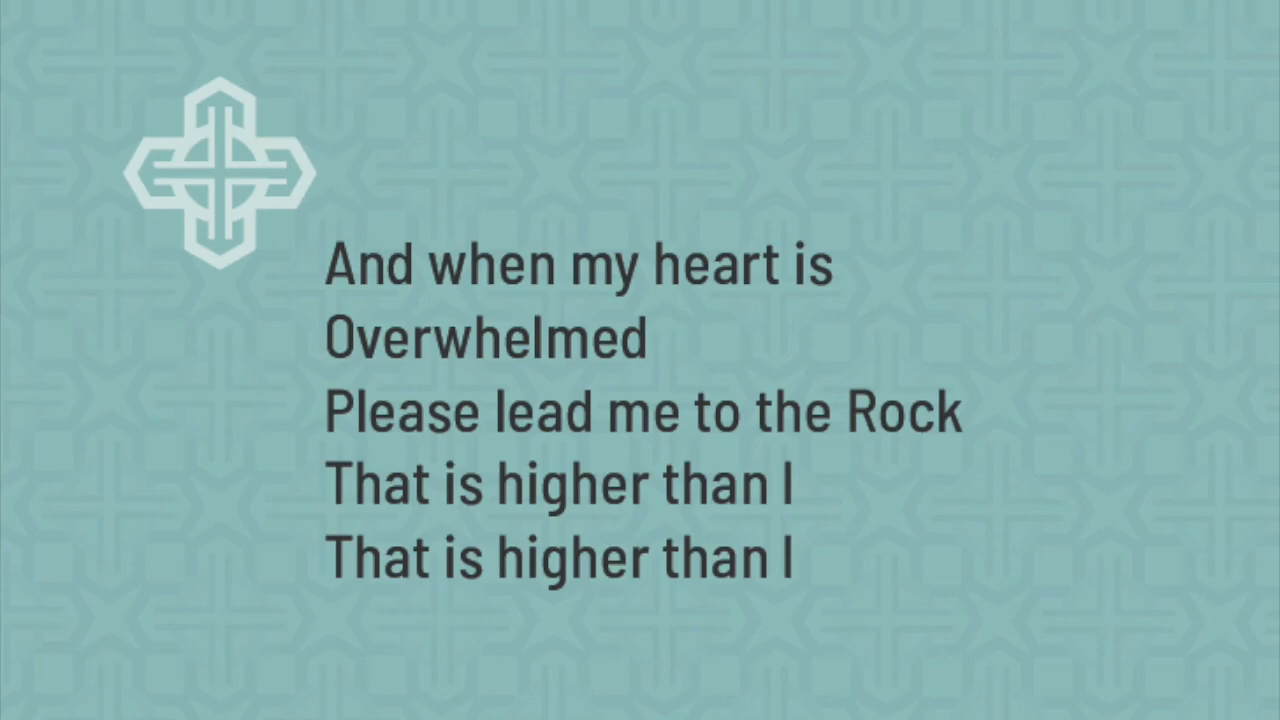 And when my heart is
Overwhelmed
Please lead me to the Rock
That is higher than I
That is higher than I